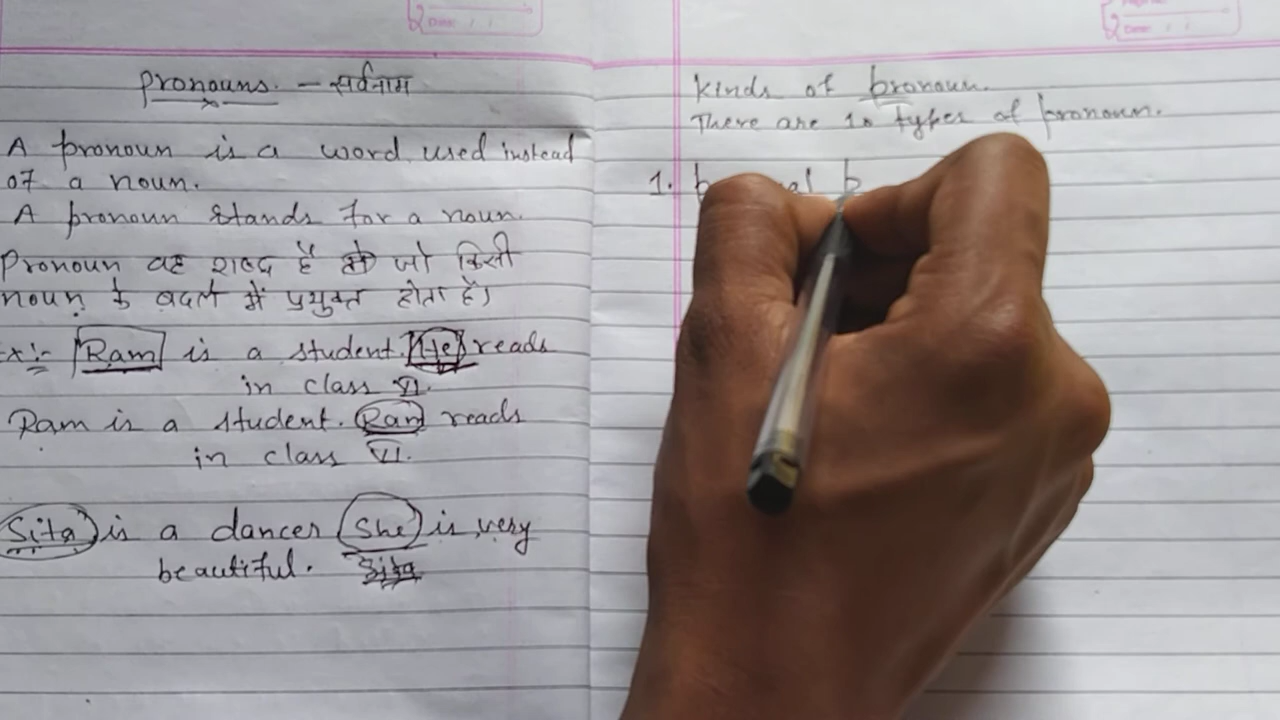 Pronouns. - सर्वनाम
A pronoun is a word used instead
of a noun.
A pronoun stands for a noun.
Pronoun वह शब्द है जो किसी
noun के बदले में प्रयुक्त होता है।
Ex:- Ram is a student. He reads
in class VI.
Ram is a student. Ram reads
in class VI.
Sita is a dancer She is very
beautiful. Sita
Date: / /
Kinds of pronoun.
There are 10 types of pronoun.
1. p
Date: / /